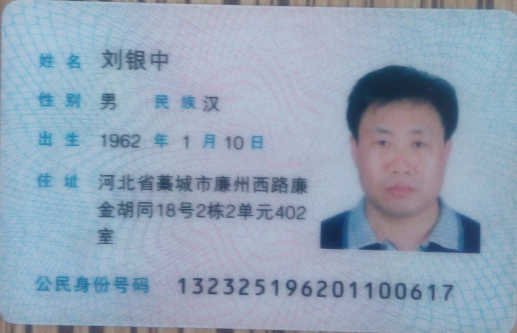 姓名 刘银中
性别 男 民族 汉
出生 1962 年 1 月 10 日
住址 河北省藁城市廉州西路廉
金胡同18号2栋2单元402
室
公民身份号码 132325196201100617